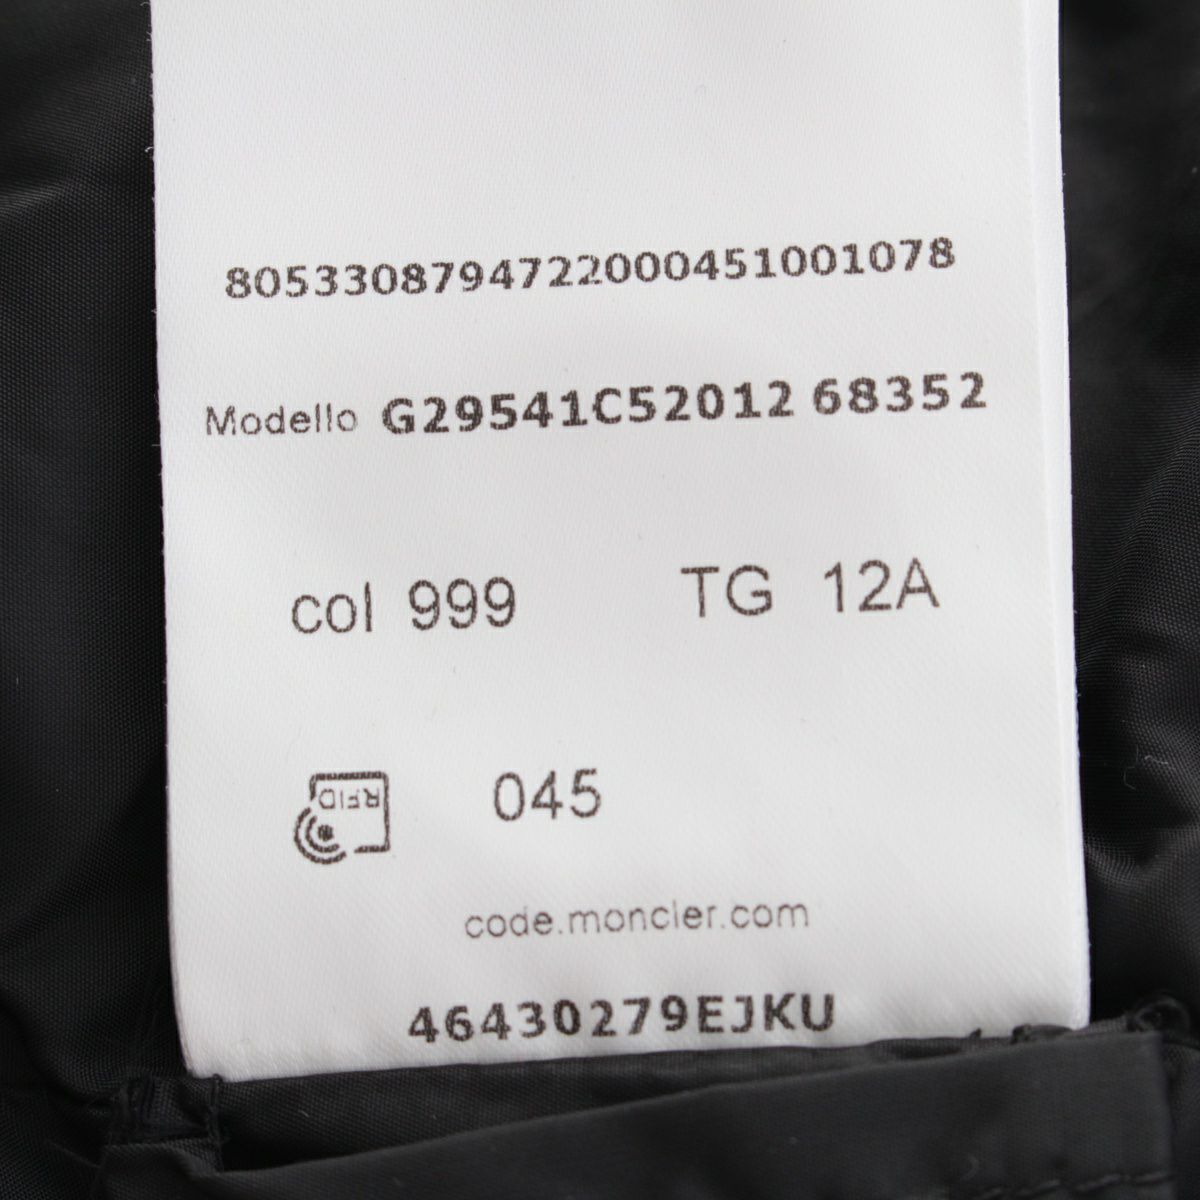 8053308794722000451001078
Modello G29541C52012 68352
col 999 TG 12A
RFID 045
code.moncler.com
46430279EJKU